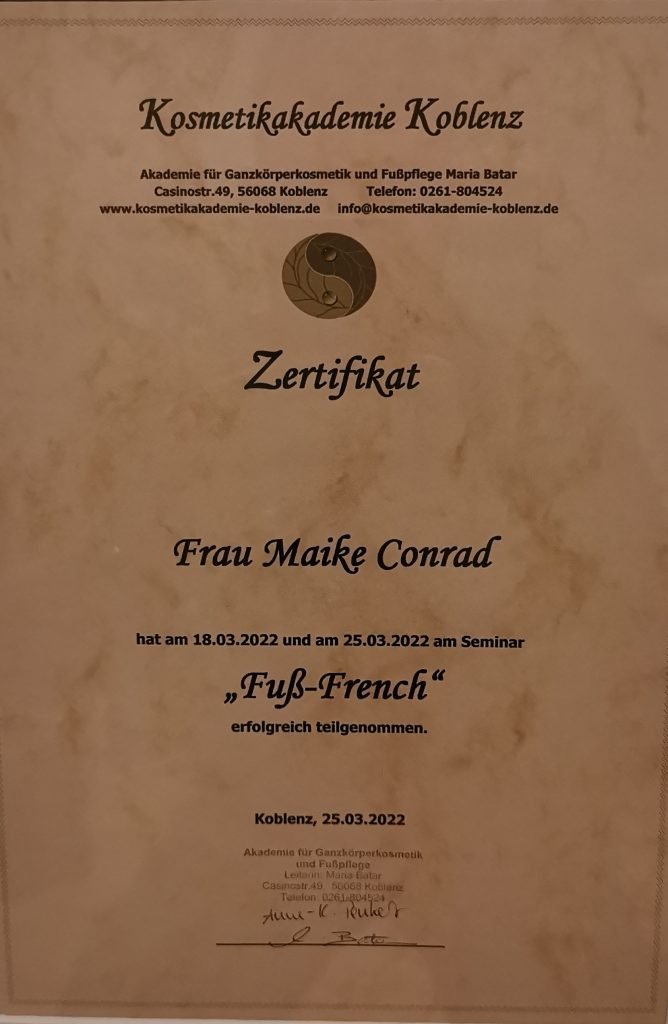 Kosmetikakademie Koblenz
Akademie für Ganzkörperkosmetik und Fußpflege Maria Batar
Casinostr.49, 56068 Koblenz Telefon: 0261-804524
www.kosmetikakademie-koblenz.de info@kosmetikakademie-koblenz.de
Zertifikat
Frau Maike Conrad
hat am 18.03.2022 und am 25.03.2022 am Seminar
„Fuß-French“
erfolgreich teilgenommen.
Koblenz, 25.03.2022
Akademie für Ganzkörperkosmetik
und Fußpflege
Leiterin: Maria Batar
Casinostr.49, 56068 Koblenz
Telefon: 0261-804524